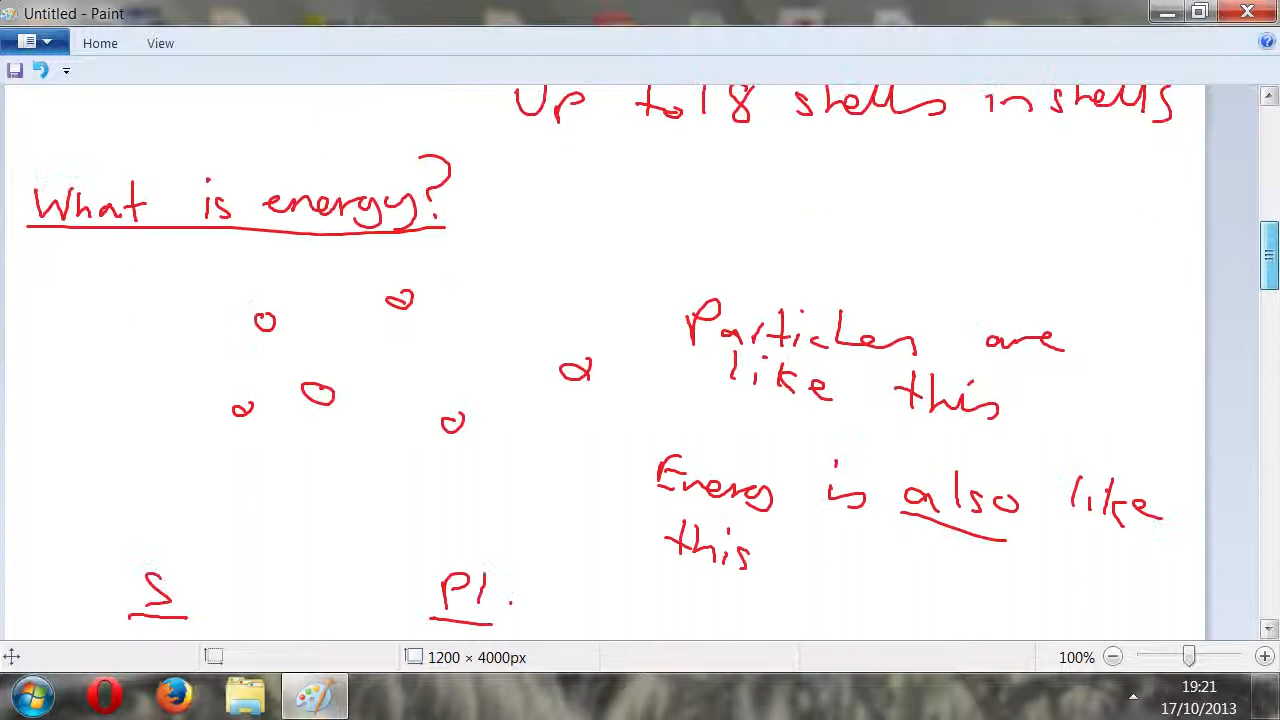 Untitled - Paint
Home View
Up to 18 shells in shells
What is energy?
Particles are
like this
Energy is also like
this
S P1.
1200 × 4000px 100%
19:21
17/10/2013